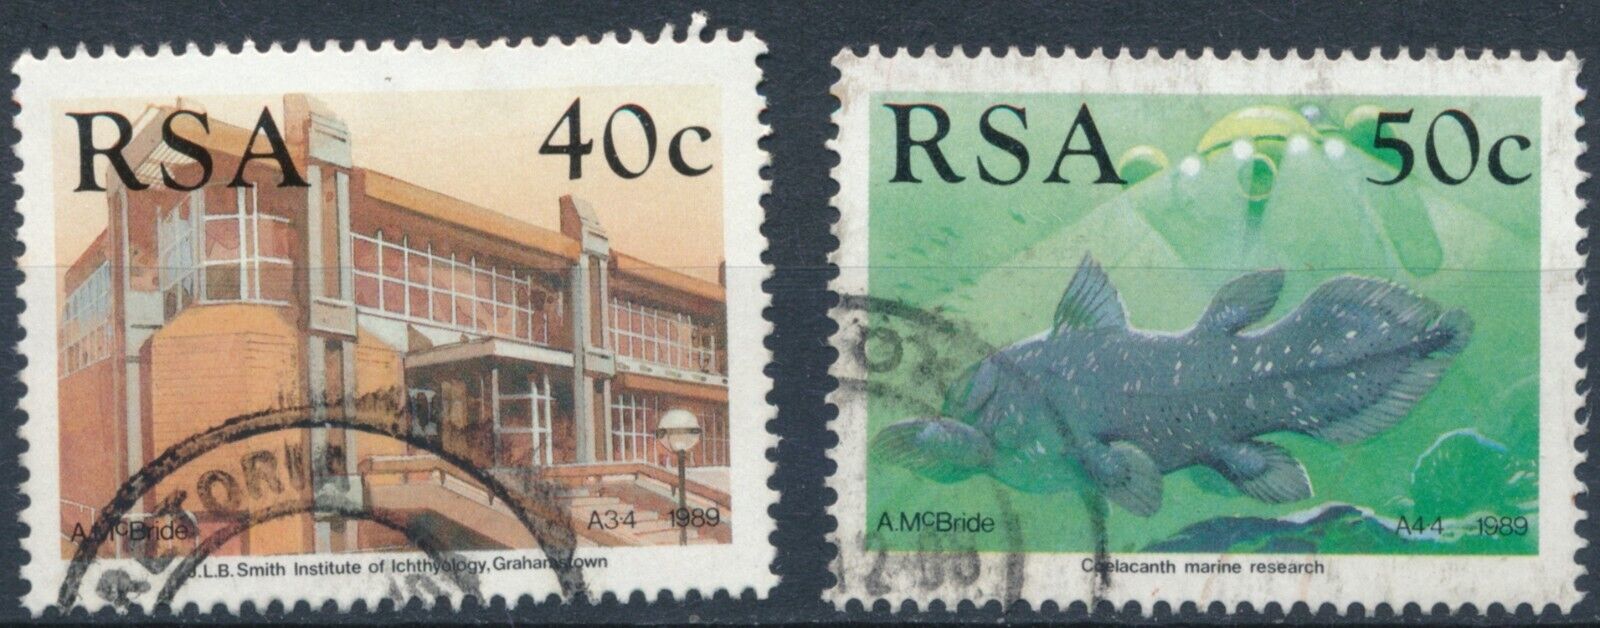 RSA 40c
A.McBride A3·4 1989
J.L.B. Smith Institute of Ichthyology, Grahamstown
RSA 50c
A.McBride A4·4 1989
Coelacanth marine research